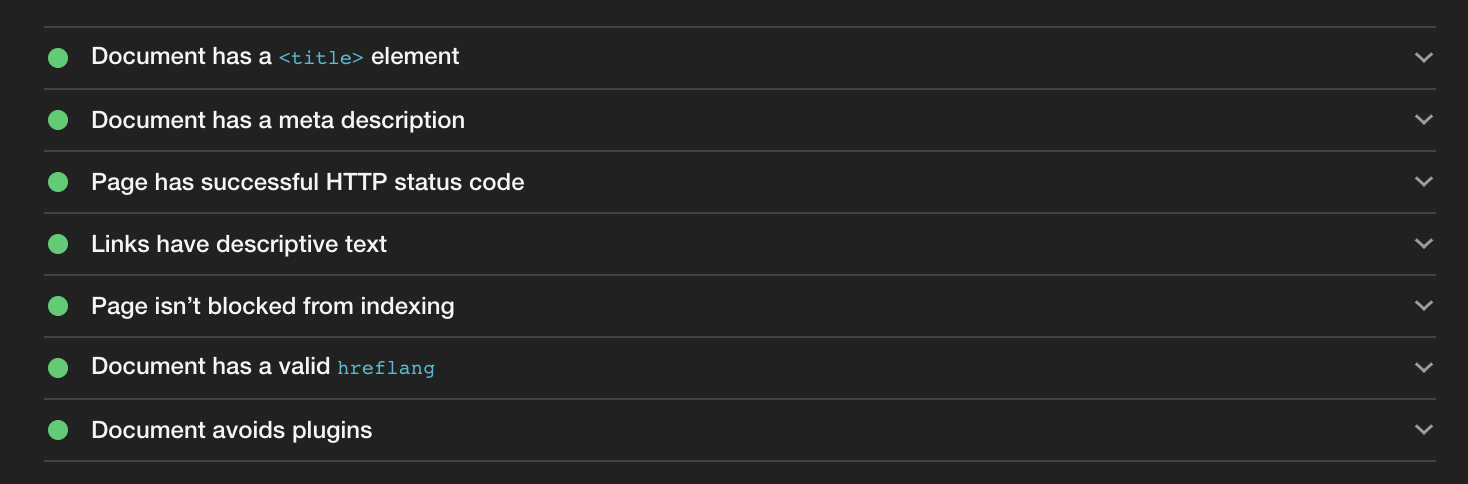 Document has a <title> element
Document has a meta description
Page has successful HTTP status code
Links have descriptive text
Page isn’t blocked from indexing
Document has a valid hreflang
Document avoids plugins